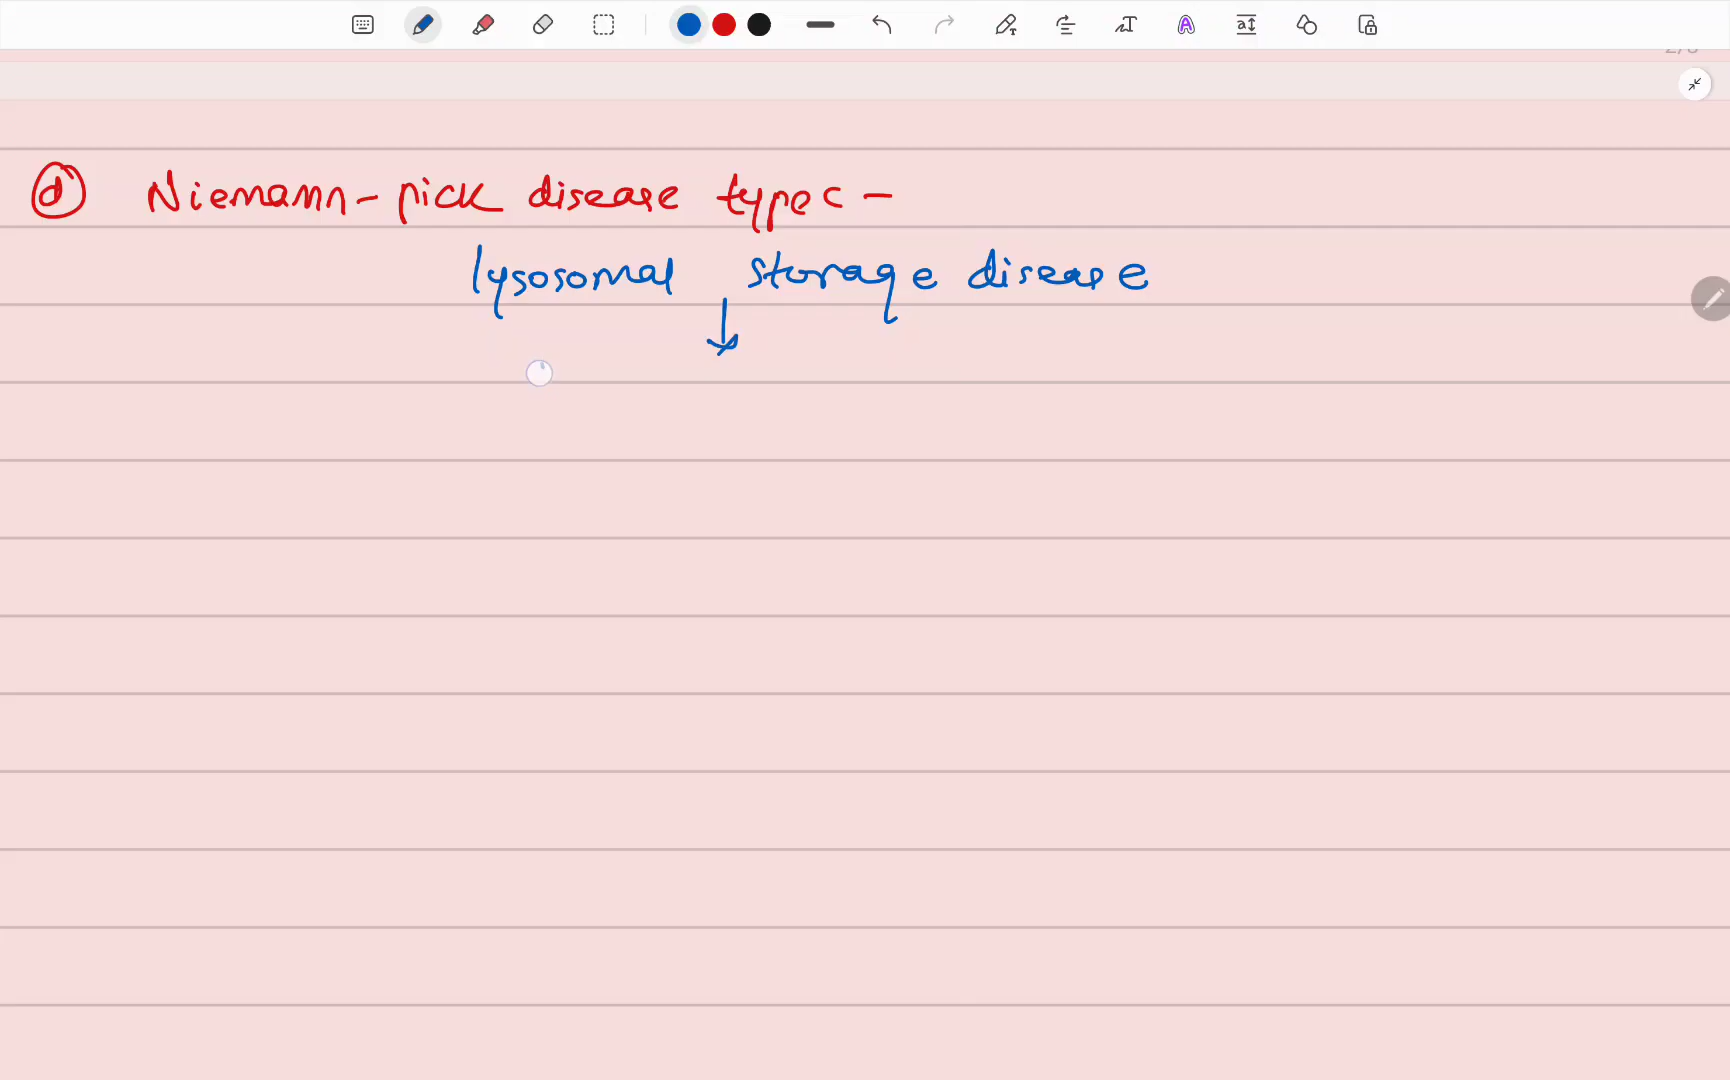 d Niemann-pick disease type c -
lysosomal storage disease
↓